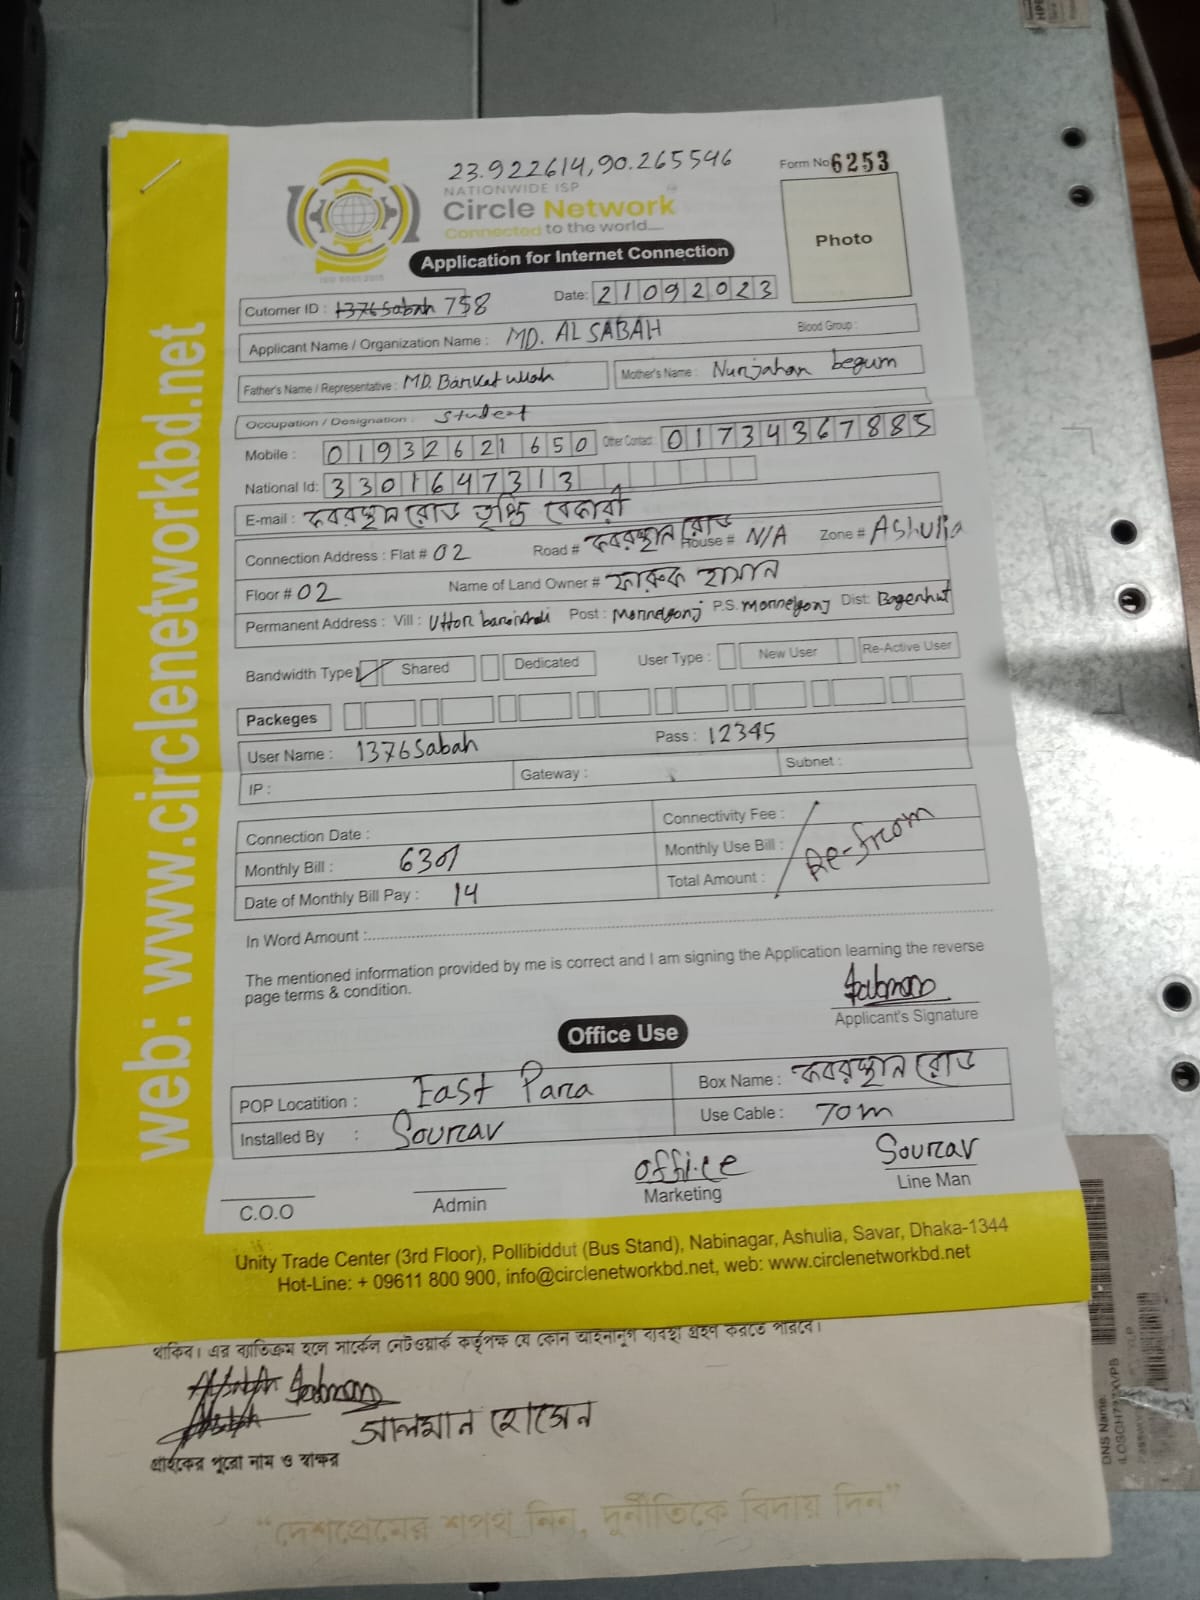 23.922614,90.265546
Form No 6253
NATIONWIDE ISP
Circle Network
Connected to the world....
ISO 9001:2015
Photo
Application for Internet Connection
Cutomer ID : 1376sabah 758 Date: 21092023
Applicant Name / Organization Name : MD. AL SABAH Blood Group :
Father's Name / Representative : MD. Barkat ullah Mother's Name : Nurjahan begum
Occupation / Designation : Student
Mobile : 01932621650 Other Contact: 01734367885
National Id: 3301647313
E-mail : কবরস্থান রোড তৃপ্তি বেকারী
Connection Address : Flat # 02 Road # কবরস্থান রোড House # N/A Zone # Ashulia
Floor # 02 Name of Land Owner # ফারুক হাসান
Permanent Address : Vill : Uttor Post : Morrelgonj P.S. Morrelgonj Dist: Bagerhat
Bandwidth Type Shared Dedicated User Type : New User Re-Active User
Packeges
User Name : 1376sabah Pass : 12345
IP : Gateway : Subnet :
Connection Date : Connectivity Fee :
Monthly Bill : 630/ Monthly Use Bill : Re-from
Date of Monthly Bill Pay : 14 Total Amount :
In Word Amount :
The mentioned information provided by me is correct and I am signing the Application learning the reverse
page terms & condition.
Applicant's Signature
Office Use
POP Locatition : East Para Box Name : কবরস্থান রোড
Installed By : Sourav Use Cable : 70m
office Sourav
C.O.O Admin Marketing Line Man
Unity Trade Center (3rd Floor), Pollibiddut (Bus Stand), Nabinagar, Ashulia, Savar, Dhaka-1344
Hot-Line: + 09611 800 900, info@circlenetworkbd.net, web: www.circlenetworkbd.net
web: www.circlenetworkbd.net
থাকিব। এর ব্যতিক্রম হলে সার্কেল নেটওয়ার্ক কর্তৃপক্ষ যে কোন আইনানুগ ব্যবস্থা গ্রহণ করতে পারবে।
সালমান হোসেন
গ্রাহকের পুরো নাম ও স্বাক্ষর
“দেশপ্রেমের শপথ নিন, দুর্নীতিকে বিদায় দিন”
DNS Name: